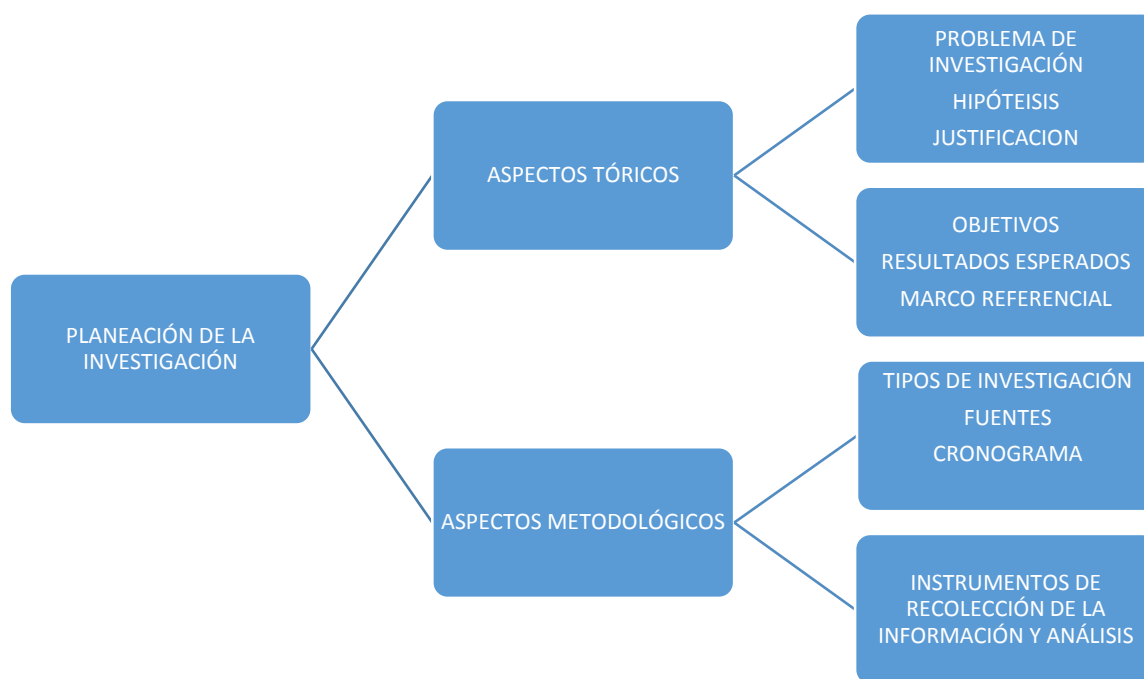 PROBLEMA DE
INVESTIGACIÓN
HIPÓTEISIS
JUSTIFICACION
ASPECTOS TÓRICOS
OBJETIVOS
RESULTADOS ESPERADOS
MARCO REFERENCIAL
PLANEACIÓN DE LA
INVESTIGACIÓN
TIPOS DE INVESTIGACIÓN
FUENTES
CRONOGRAMA
ASPECTOS METODOLÓGICOS
INSTRUMENTOS DE
RECOLECCIÓN DE LA
INFORMACIÓN Y ANÁLISIS